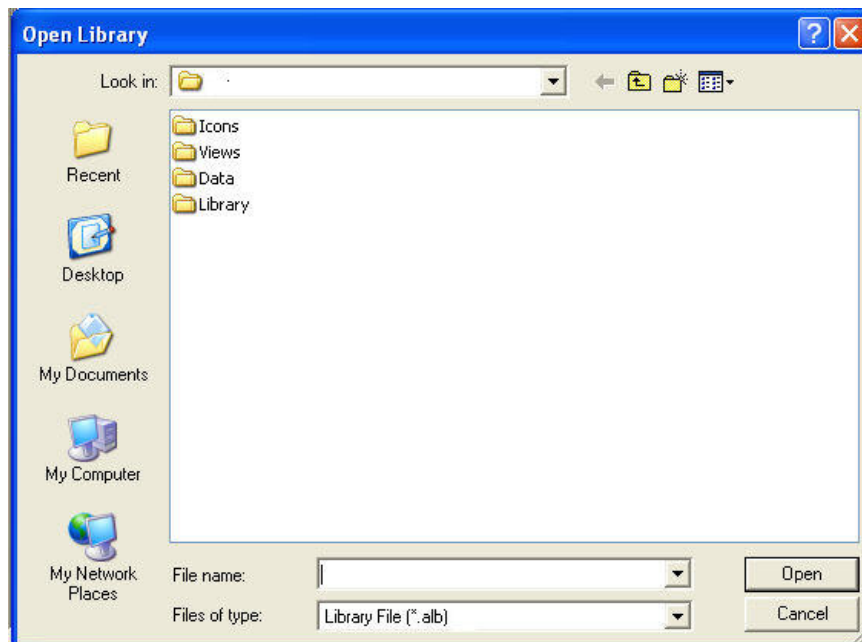 Open Library
Look in:
Icons
Views
Data
Library
Recent
Desktop
My Documents
My Computer
My Network
Places
File name:
Open
Files of type:
Library File (*.alb)
Cancel